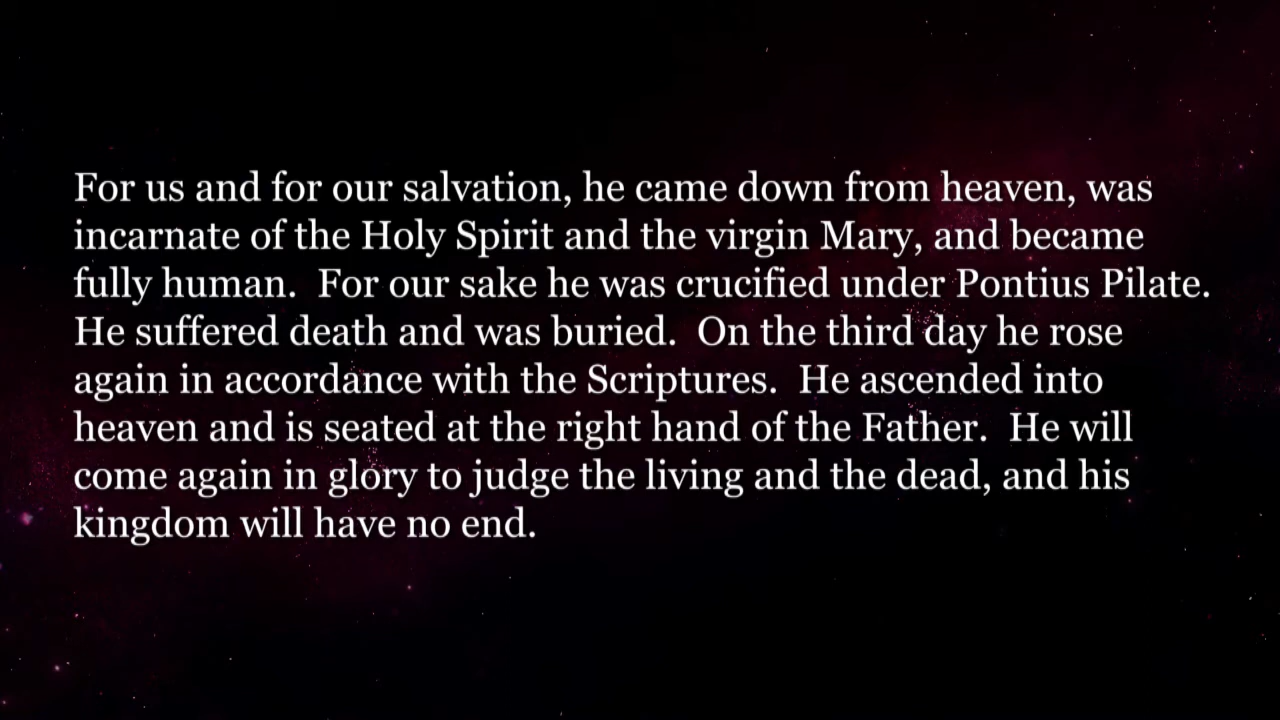 For us and for our salvation, he came down from heaven, was
incarnate of the Holy Spirit and the virgin Mary, and became
fully human.  For our sake he was crucified under Pontius Pilate.
He suffered death and was buried.  On the third day he rose
again in accordance with the Scriptures.  He ascended into
heaven and is seated at the right hand of the Father.  He will
come again in glory to judge the living and the dead, and his
kingdom will have no end.